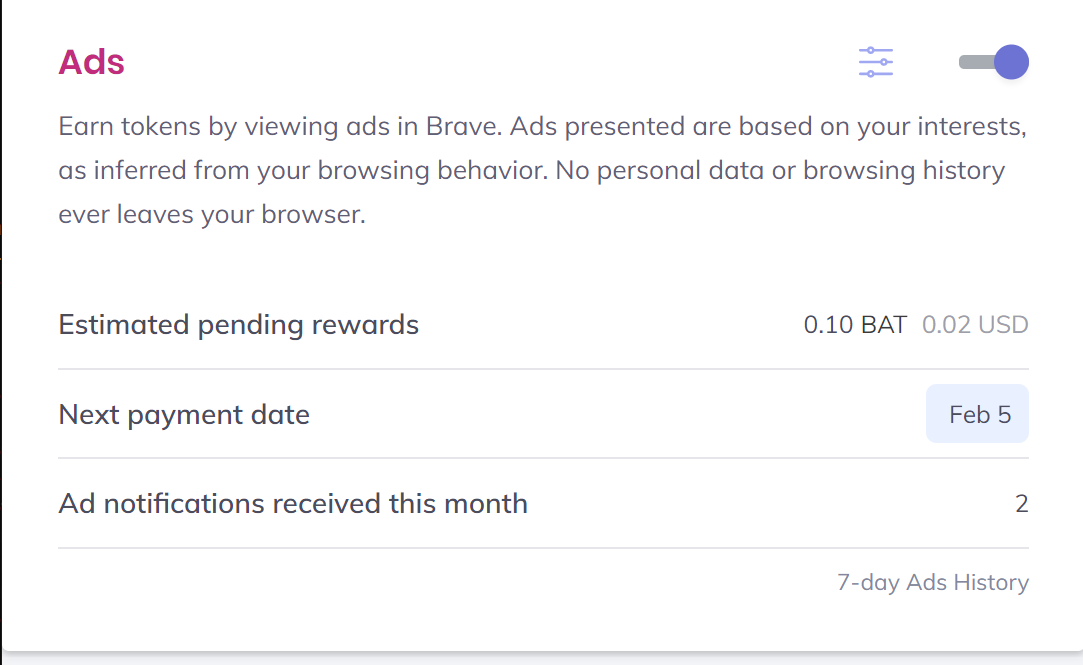 Ads
Earn tokens by viewing ads in Brave. Ads presented are based on your interests,
as inferred from your browsing behavior. No personal data or browsing history
ever leaves your browser.
Estimated pending rewards 0.10 BAT 0.02 USD
Next payment date Feb 5
Ad notifications received this month 2
7-day Ads History